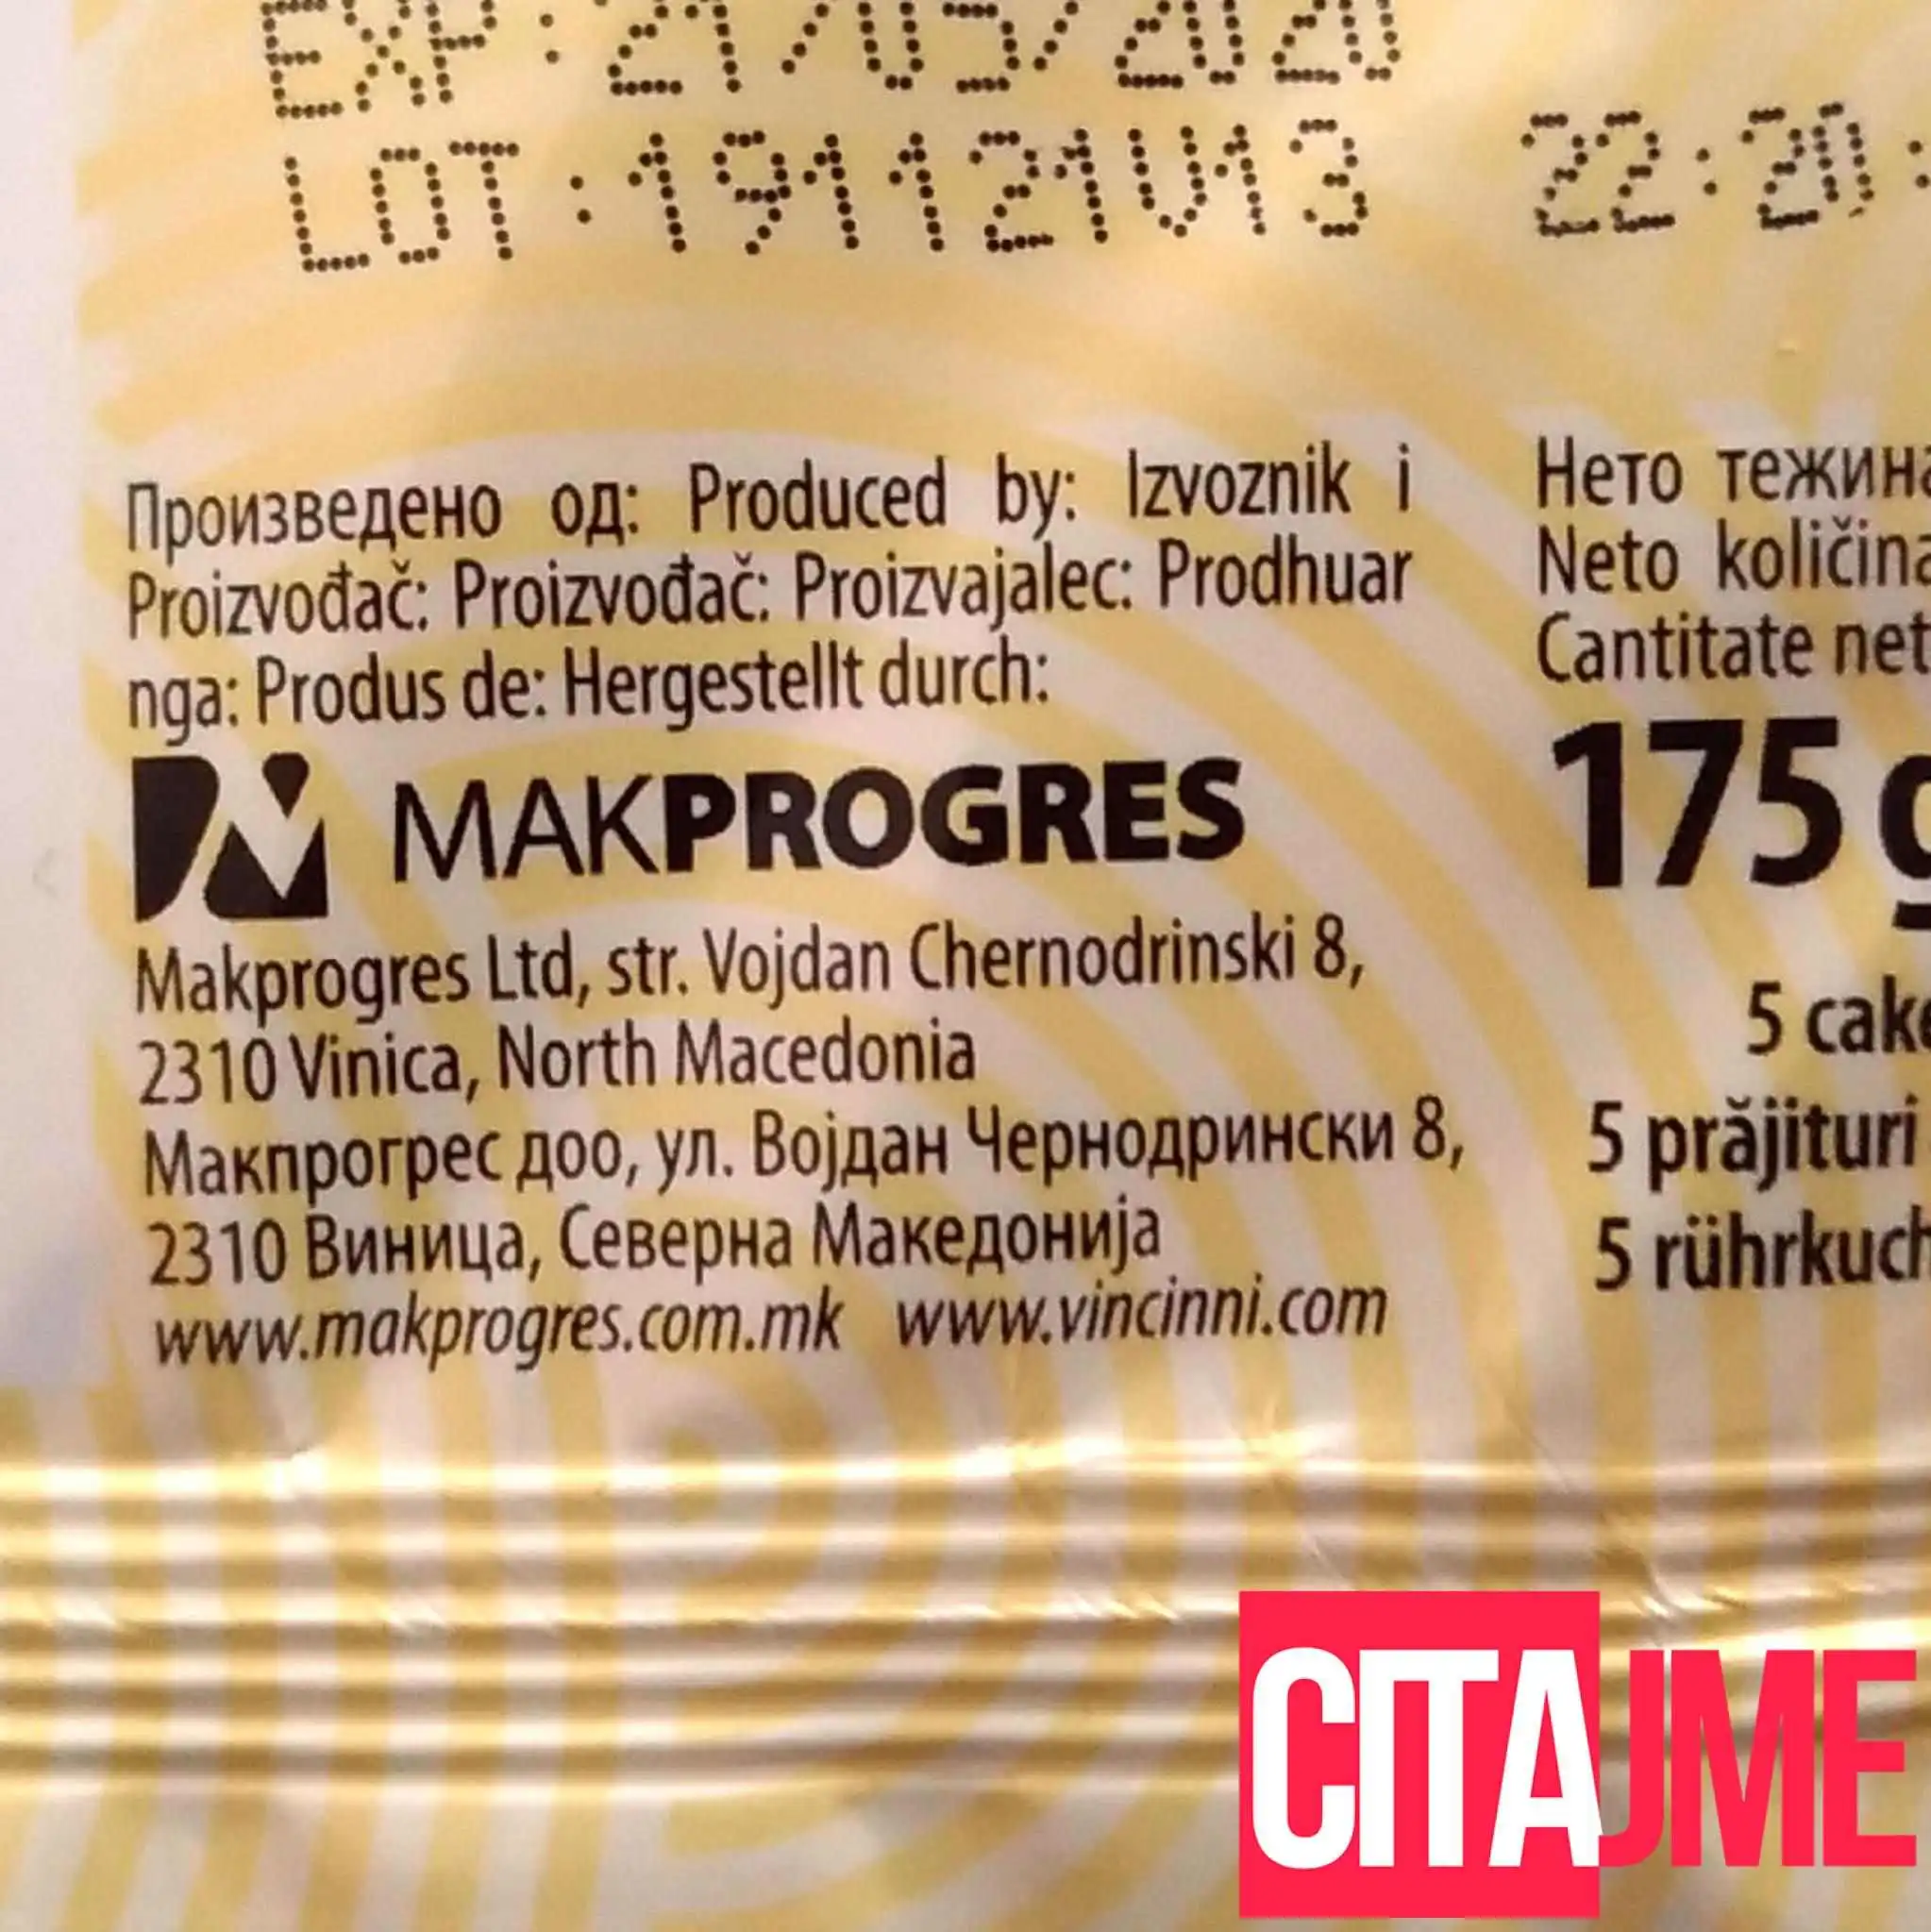 EXP:21/05/2020
LOT:191121V13 22:20:
Произведено од: Produced by: Izvoznik i
Proizvođač: Proizvođač: Proizvajalec: Prodhuar
nga: Produs de: Hergestellt durch:
MAKPROGRES
Makprogres Ltd, str. Vojdan Chernodrinski 8,
2310 Vinica, North Macedonia
Макпрогрес доо, ул. Војдан Чернодрински 8,
2310 Виница, Северна Македонија
www.makprogres.com.mk www.vincinni.com
Нето тежина
Neto količina
Cantitate net
175 g
5 cake
5 prăjituri
5 rührkuch
CITAJME